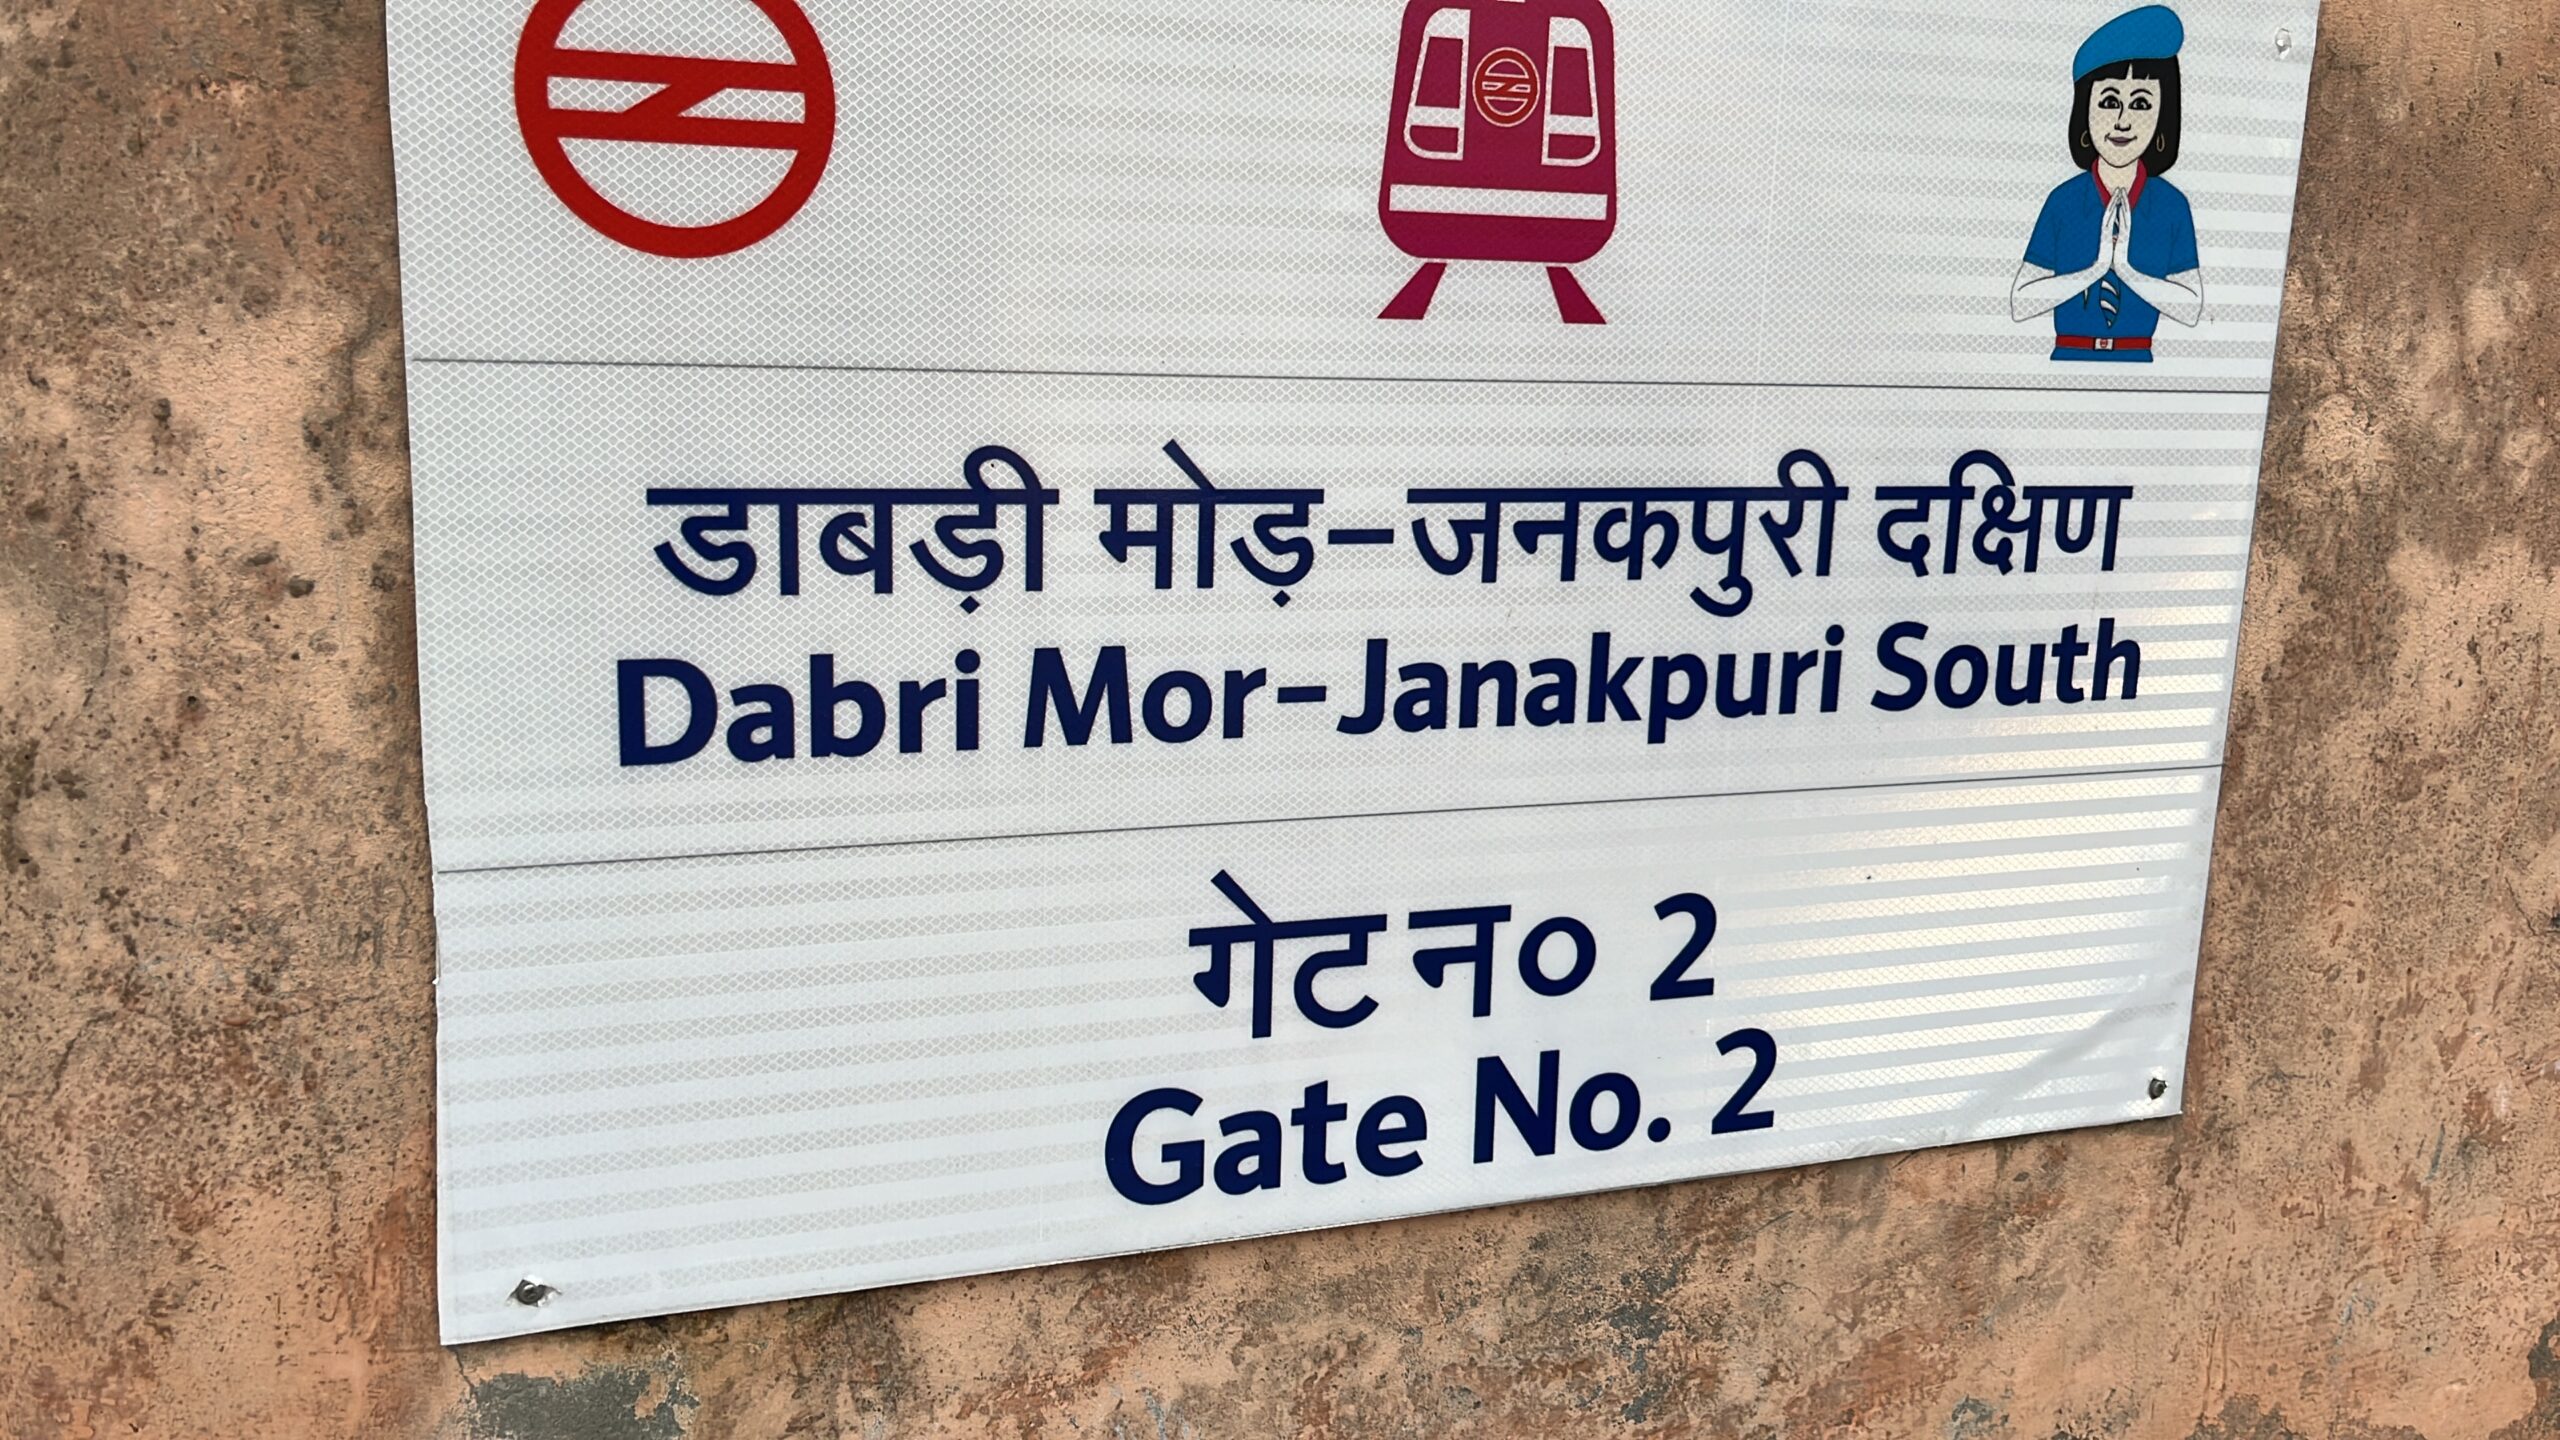 डाबड़ी मोड़–जनकपुरी दक्षिण
Dabri Mor–Janakpuri South
गेट न० 2
Gate No. 2